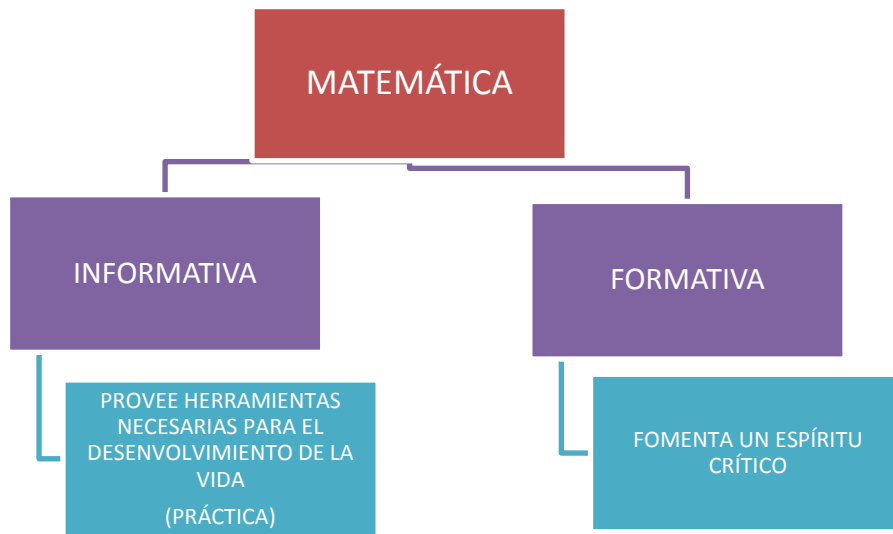 MATEMÁTICA
INFORMATIVA
PROVEE HERRAMIENTAS
NECESARIAS PARA EL
DESENVOLVIMIENTO DE LA
VIDA
(PRÁCTICA)
FORMATIVA
FOMENTA UN ESPÍRITU
CRÍTICO